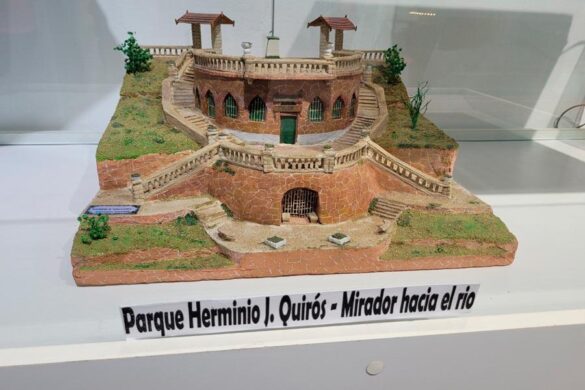 Parque Herminio J. Quirós - Mirador hacia el rio